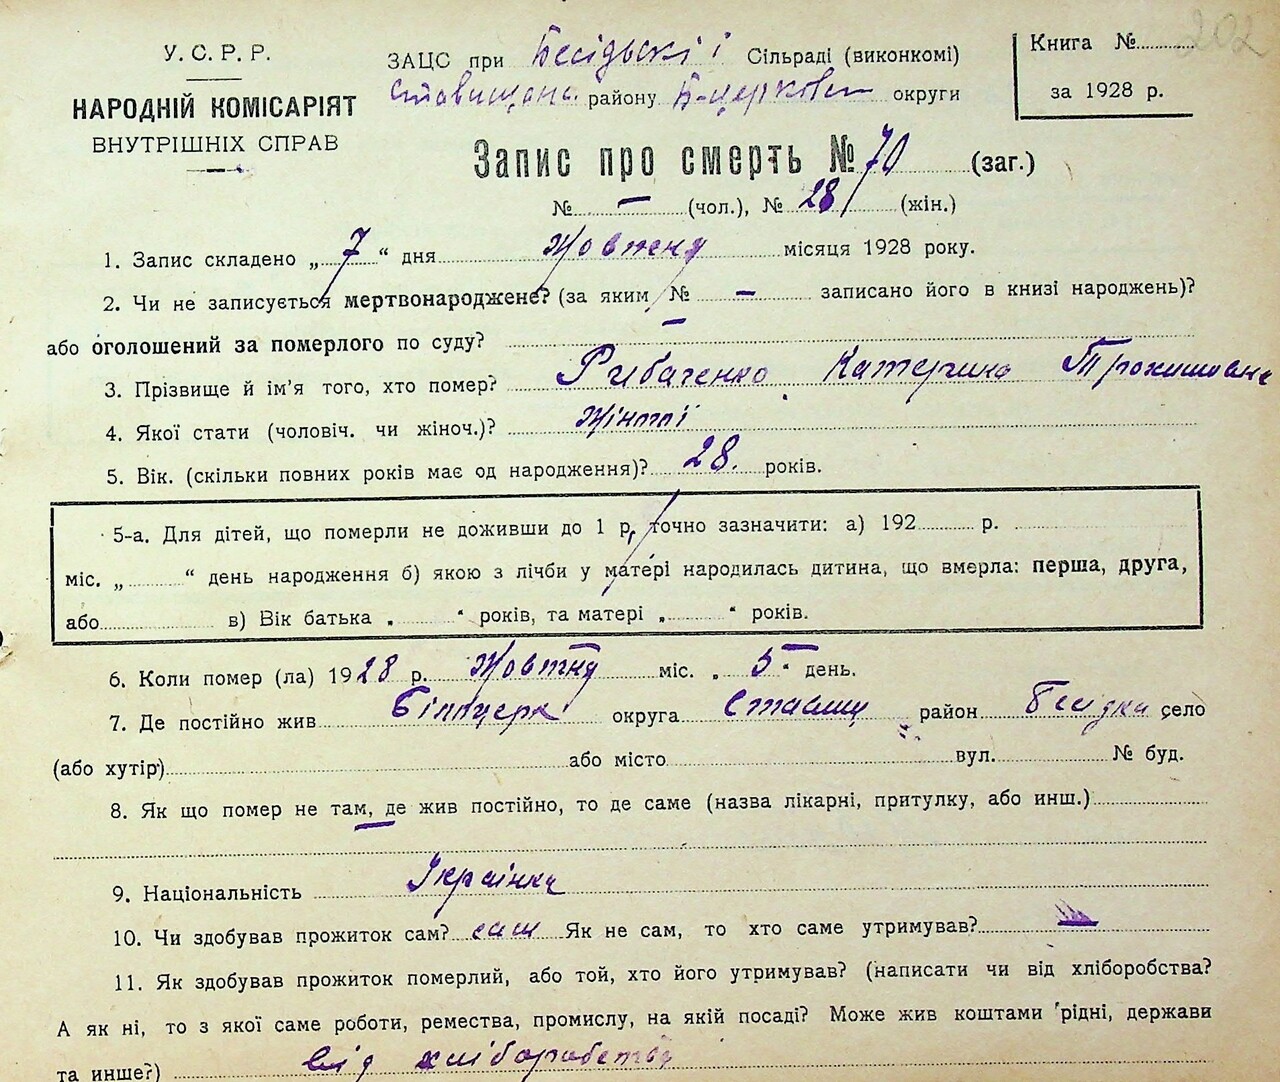 202
У. С. Р. Р.
НАРОДНІЙ КОМІСАРІЯТ
ВНУТРІШНІХ СПРАВ
ЗАЦС при Бесідьскі і Сільраді (виконкомі)
Ставищан. району Б-церковск округи
Книга №
за 1928 р.
Запис про смерть № 70 (заг.)
№ — (чол.), № 28 (жін.)
1. Запис складено „ 7 “ дня Жовтня місяця 1928 року.
2. Чи не записується мертвонароджене? (за яким № — записано його в книзі народжень)?
або оголошений за померлого по суду? —
3. Прізвище й ім'я того, хто помер? Рибаченко Катерина Трохимовна
4. Якої стати (чоловіч. чи жіноч.)?
5. Вік. (скільки повних років має од народження)? 28. років.
5-а. Для дітей, що померли не доживши до 1 р, точно зазначити: а) 192 р.
міс. „ “ день народження б) якою з лічби у матері народилась дитина, що вмерла: перша, друга,
або в) Вік батька „ “ років, та матері „ “ років.
6. Коли помер (ла) 1928 р. Жовтня міс. „ 5 “ день.
7. Де постійно жив Білоцерк округа Ставищ район Бесідка село
(або хутір) або місто вул. № буд.
8. Як що помер не там, де жив постійно, то де саме (назва лікарні, притулку, або инш.)
—
9. Національність Українка
10. Чи здобував прожиток сам? сам Як не сам, то хто саме утримував?
11. Як здобував прожиток померлий, або той, хто його утримував? (написати чи від хліборобства?
А як ні, то з якої саме роботи, ремества, промислу, на якій посаді? Може жив коштами рідні, держави
та инше?) від хліборобства